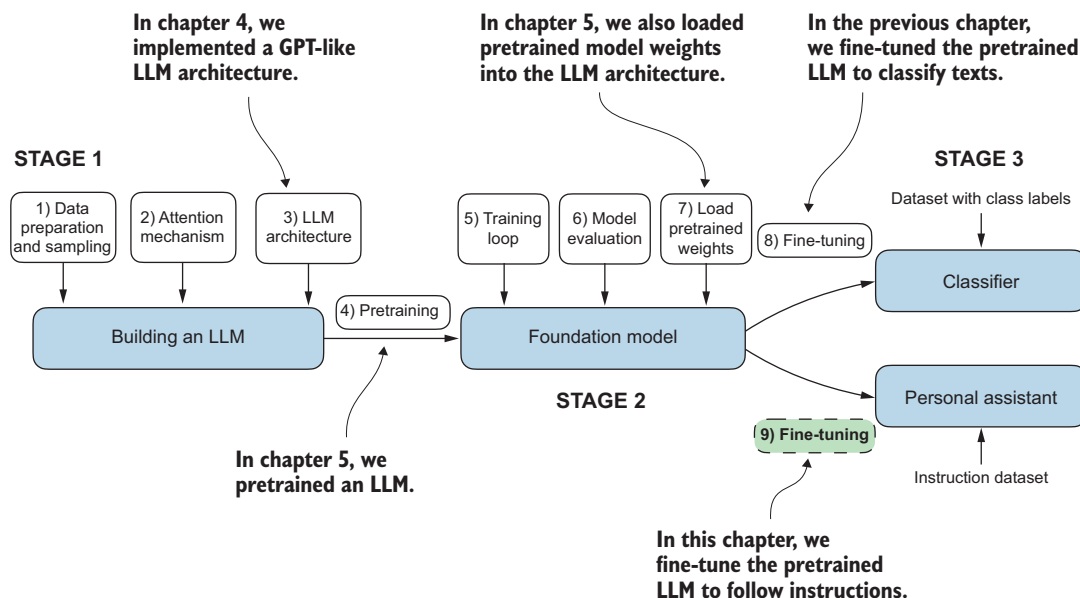 In chapter 4, we
implemented a GPT-like
LLM architecture.
In chapter 5, we also loaded
pretrained model weights
into the LLM architecture.
In the previous chapter,
we fine-tuned the pretrained
LLM to classify texts.
STAGE 1
STAGE 3
1) Data
preparation
and sampling
2) Attention
mechanism
3) LLM
architecture
5) Training
loop
6) Model
evaluation
7) Load
pretrained
weights
8) Fine-tuning
Dataset with class labels
Building an LLM
4) Pretraining
Foundation model
Classifier
STAGE 2
Personal assistant
9) Fine-tuning
Instruction dataset
In chapter 5, we
pretrained an LLM.
In this chapter, we
fine-tune the pretrained
LLM to follow instructions.